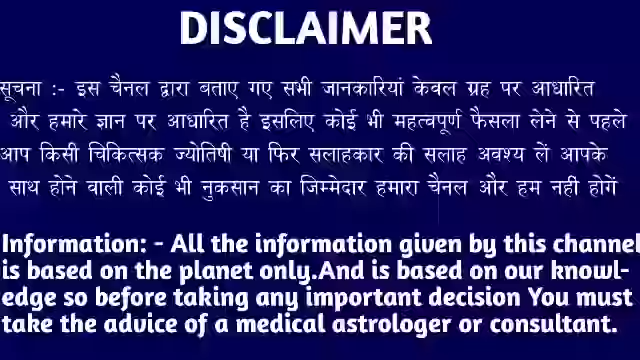 DISCLAIMER
सूचना :- इस चैनल द्वारा बताए गए सभी जानकारियां केवल ग्रह पर आधारित
और हमारे ज्ञान पर आधारित है इसलिए कोई भी महत्वपूर्ण फैसला लेने से पहले
आप किसी चिकित्सक ज्योतिषी या फिर सलाहकार की सलाह अवश्य लें आपके
साथ होने वाली कोई भी नुकसान का जिम्मेदार हमारा चैनल और हम नहीं होगें
Information: - All the information given by this channel
is based on the planet only.And is based on our knowl-
edge so before taking any important decision You must
take the advice of a medical astrologer or consultant.